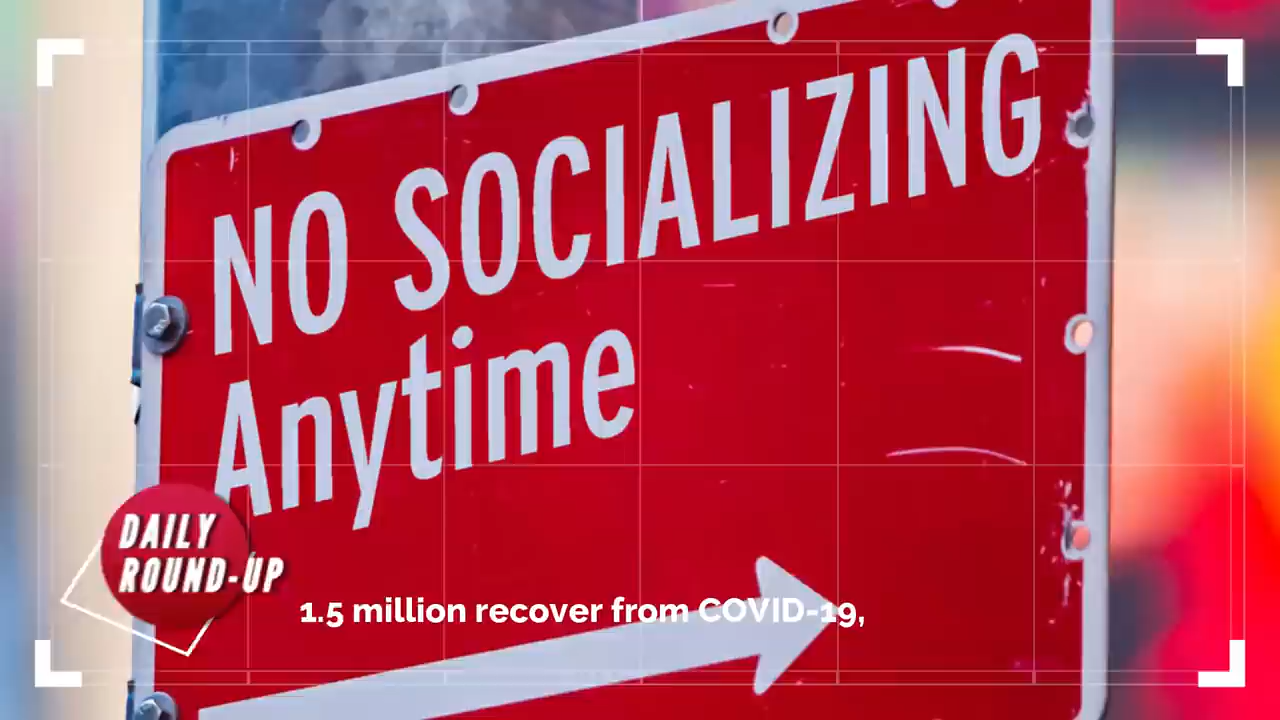 NO SOCIALIZING
Anytime
DAILY
ROUND-UP
1.5 million recover from COVID-19,